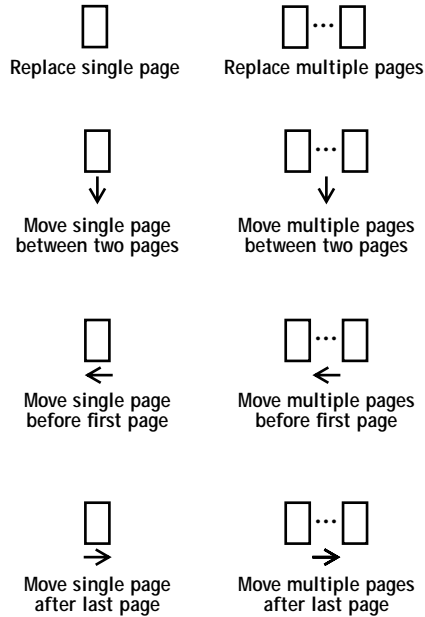 Replace single page
Replace multiple pages
Move single page
between two pages
Move multiple pages
between two pages
Move single page
before first page
Move multiple pages
before first page
Move single page
after last page
Move multiple pages
after last page